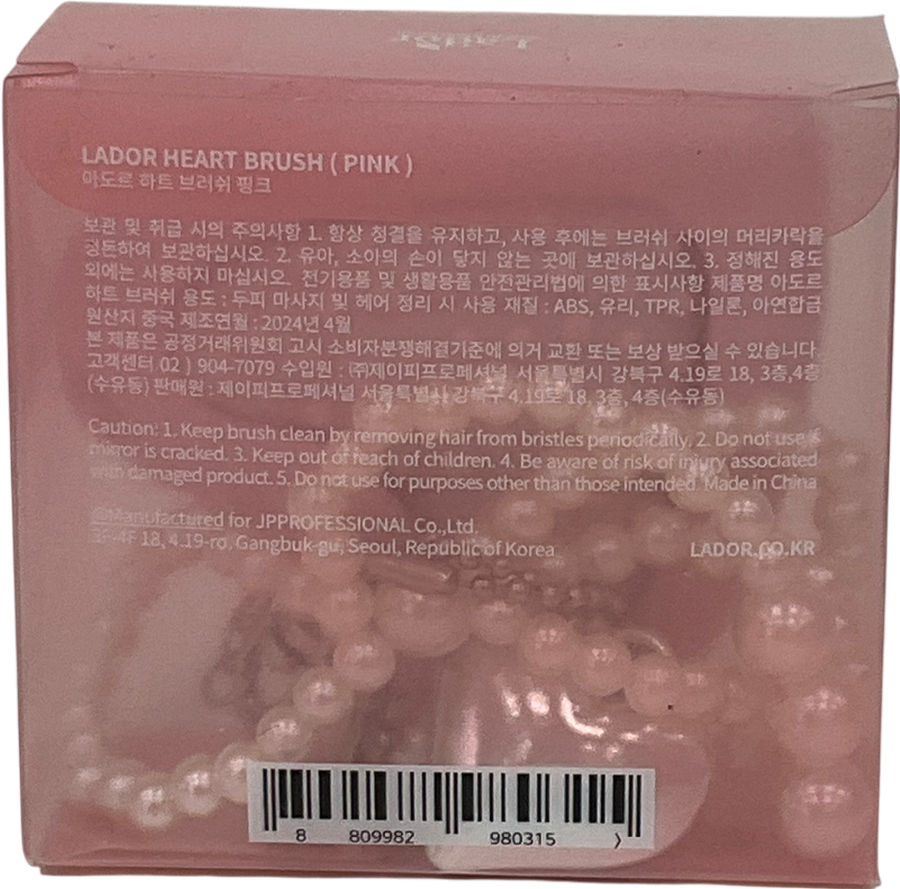 Lador
LADOR HEART BRUSH ( PINK )
아도르 하트 브러쉬 핑크
보관 및 취급 시의 주의사항 1. 항상 청결을 유지하고, 사용 후에는 브러쉬 사이의 머리카락을
정돈하여 보관하십시오. 2. 유아, 소아의 손이 닿지 않는 곳에 보관하십시오. 3. 정해진 용도
외에는 사용하지 마십시오. 전기용품 및 생활용품 안전관리법에 의한 표시사항 제품명 아도르
하트 브러쉬 용도 : 두피 마사지 및 헤어 정리 시 사용 재질 : ABS, 유리, TPR, 나일론, 아연합금
원산지 중국 제조연월 : 2024년 4월
본 제품은 공정거래위원회 고시 소비자분쟁해결기준에 의거 교환 또는 보상 받으실 수 있습니다.
고객센터 02 ) 904-7079 수입원 : ㈜제이피프로페셔널 서울특별시 강북구 4.19로 18, 3층,4층
(수유동) 판매원 : 제이피프로페셔널 서울특별시 강북구 4.19로 18, 3층, 4층(수유동)
Caution: 1. Keep brush clean by removing hair from bristles periodically. 2. Do not use if
mirror is cracked. 3. Keep out of reach of children. 4. Be aware of risk of injury associated
with damaged product. 5. Do not use for purposes other than those intended. Made in China
@Manufactured for JPPROFESSIONAL Co.,Ltd.
3F-4F 18, 4.19-ro, Gangbuk-gu, Seoul, Republic of Korea
LADOR.CO.KR
8 809982 980315 >